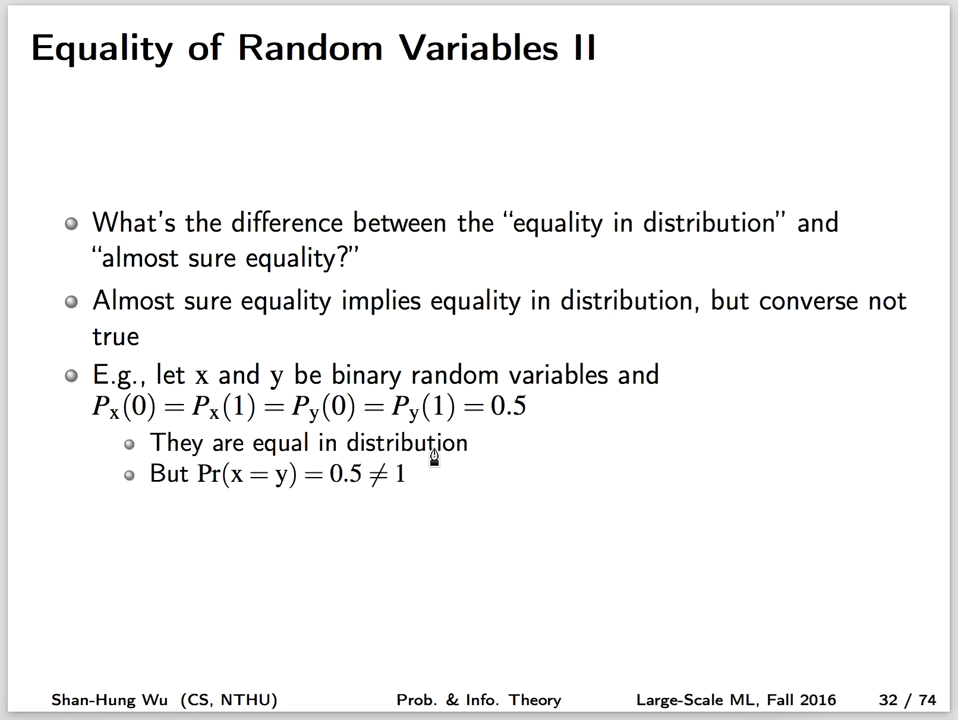 Equality of Random Variables II
What's the difference between the “equality in distribution” and
“almost sure equality?”
Almost sure equality implies equality in distribution, but converse not
true
E.g., let x and y be binary random variables and
Pₓ(0) = Pₓ(1) = P_y(0) = P_y(1) = 0.5
They are equal in distribution
But Pr(x = y) = 0.5 ≠ 1
Shan-Hung Wu (CS, NTHU) Prob. & Info. Theory Large-Scale ML, Fall 2016 32 / 74